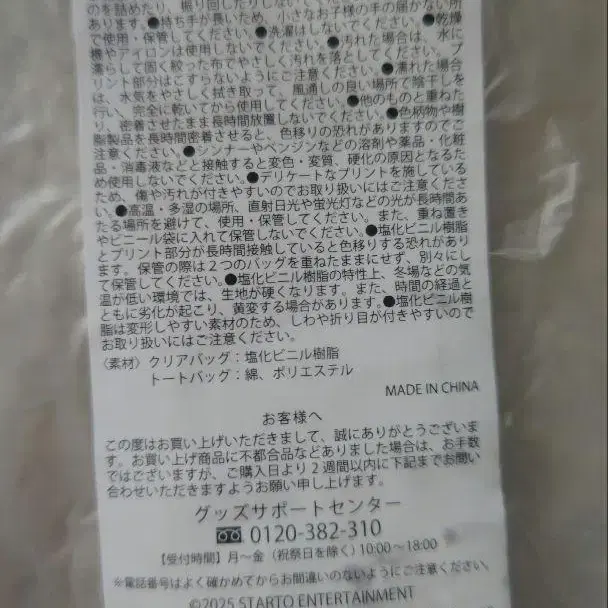 のを詰めたり、振り回したりしな
あります。●持ち手が長いため、小さなお子様の手の届かない所
で使用・保管してください。●洗濯はしないでください。●乾燥
機やアイロンは使用しないでください。●汚れた場合は、水に
濡らして固く絞った布でやさしく汚れを落としてください。プ
リント部分はこすらないようにご注意ください。●濡れた場合
は、水気をやさしく拭き取って、風通しの良い場所で陰干しを
行い、完全に乾いてから使用してください。●他のものと重ねた
り、密着させたまま長時間放置しないでください。●色柄物や樹
脂製品を長時間密着させると、色移りの恐れがありますのでご
注意ください。●シンナーやベンジンなどの溶剤や薬品・化粧
品・消毒液などと接触すると変色・変質、硬化の原因となるた
め使用しないでください。●デリケートなプリントを施している
ため、傷や汚れが付きやすいのでお取り扱いにはご注意くださ
い。●高温・多湿の場所、直射日光や蛍光灯などの光が長時間あ
たる場所を避けて、使用・保管してください。また、重ね置き
やビニール袋に入れて保管しないでください。●塩化ビニル樹脂
とプリント部分が長時間接触していると色移りする恐れがあり
ます。保管の際は２つのバッグを重ねたままにせず、別々にし
て保管してください。●塩化ビニル樹脂の特性上、冬場などの気
温が低い環境では、生地が硬くなります。また、時間の経過と
ともに劣化が起こり、黄変する場合があります。●塩化ビニル樹
脂は変形しやすい素材のため、しわや折り目が付きやすいので
お取り扱いにはご注意ください。
〈素材〉クリアバッグ：塩化ビニル樹脂
トートバッグ：綿、ポリエステル
MADE IN CHINA
お客様へ
この度はお買い上げいただきまして、誠にありがとうございま
す。お買い上げ商品に不都合品などありました場合は、お手数
ではございますが、ご購入日より２週間以内に下記までお問い
合わせいただきますようお願い申し上げます。
グッズサポートセンター
0120-382-310
【受付時間】月～金（祝祭日を除く）10:00～18:00
※電話番号はよく確かめてからお間違いのないようにご注意ください。
©2025 STARTO ENTERTAINMENT